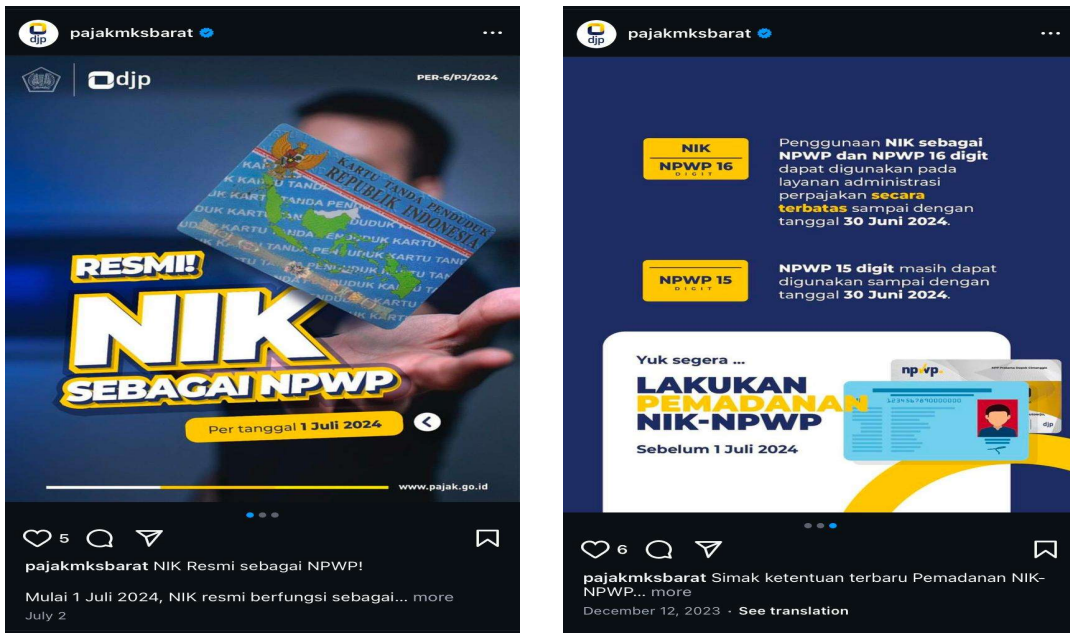 djp
pajakmksbarat
djp
PER-6/PJ/2024
KARTU TANDA PENDUDUK
REPUBLIK INDONESIA
RESMI!
NIK
SEBAGAI NPWP
Per tanggal 1 Juli 2024
www.pajak.go.id
5
pajakmksbarat NIK Resmi sebagai NPWP!
Mulai 1 Juli 2024, NIK resmi berfungsi sebagai... more
July 2
djp
pajakmksbarat
NIK
NPWP 16
DIGIT
Penggunaan NIK sebagai
NPWP dan NPWP 16 digit
dapat digunakan pada
layanan administrasi
perpajakan secara
terbatas sampai dengan
tanggal 30 Juni 2024.
NPWP 15
DIGIT
NPWP 15 digit masih dapat
digunakan sampai dengan
tanggal 30 Juni 2024.
Yuk segera ...
LAKUKAN
PEMADANAN
NIK-NPWP
Sebelum 1 Juli 2024
npwp
djp
6
pajakmksbarat Simak ketentuan terbaru Pemadanan NIK-
NPWP... more
December 12, 2023 · See translation